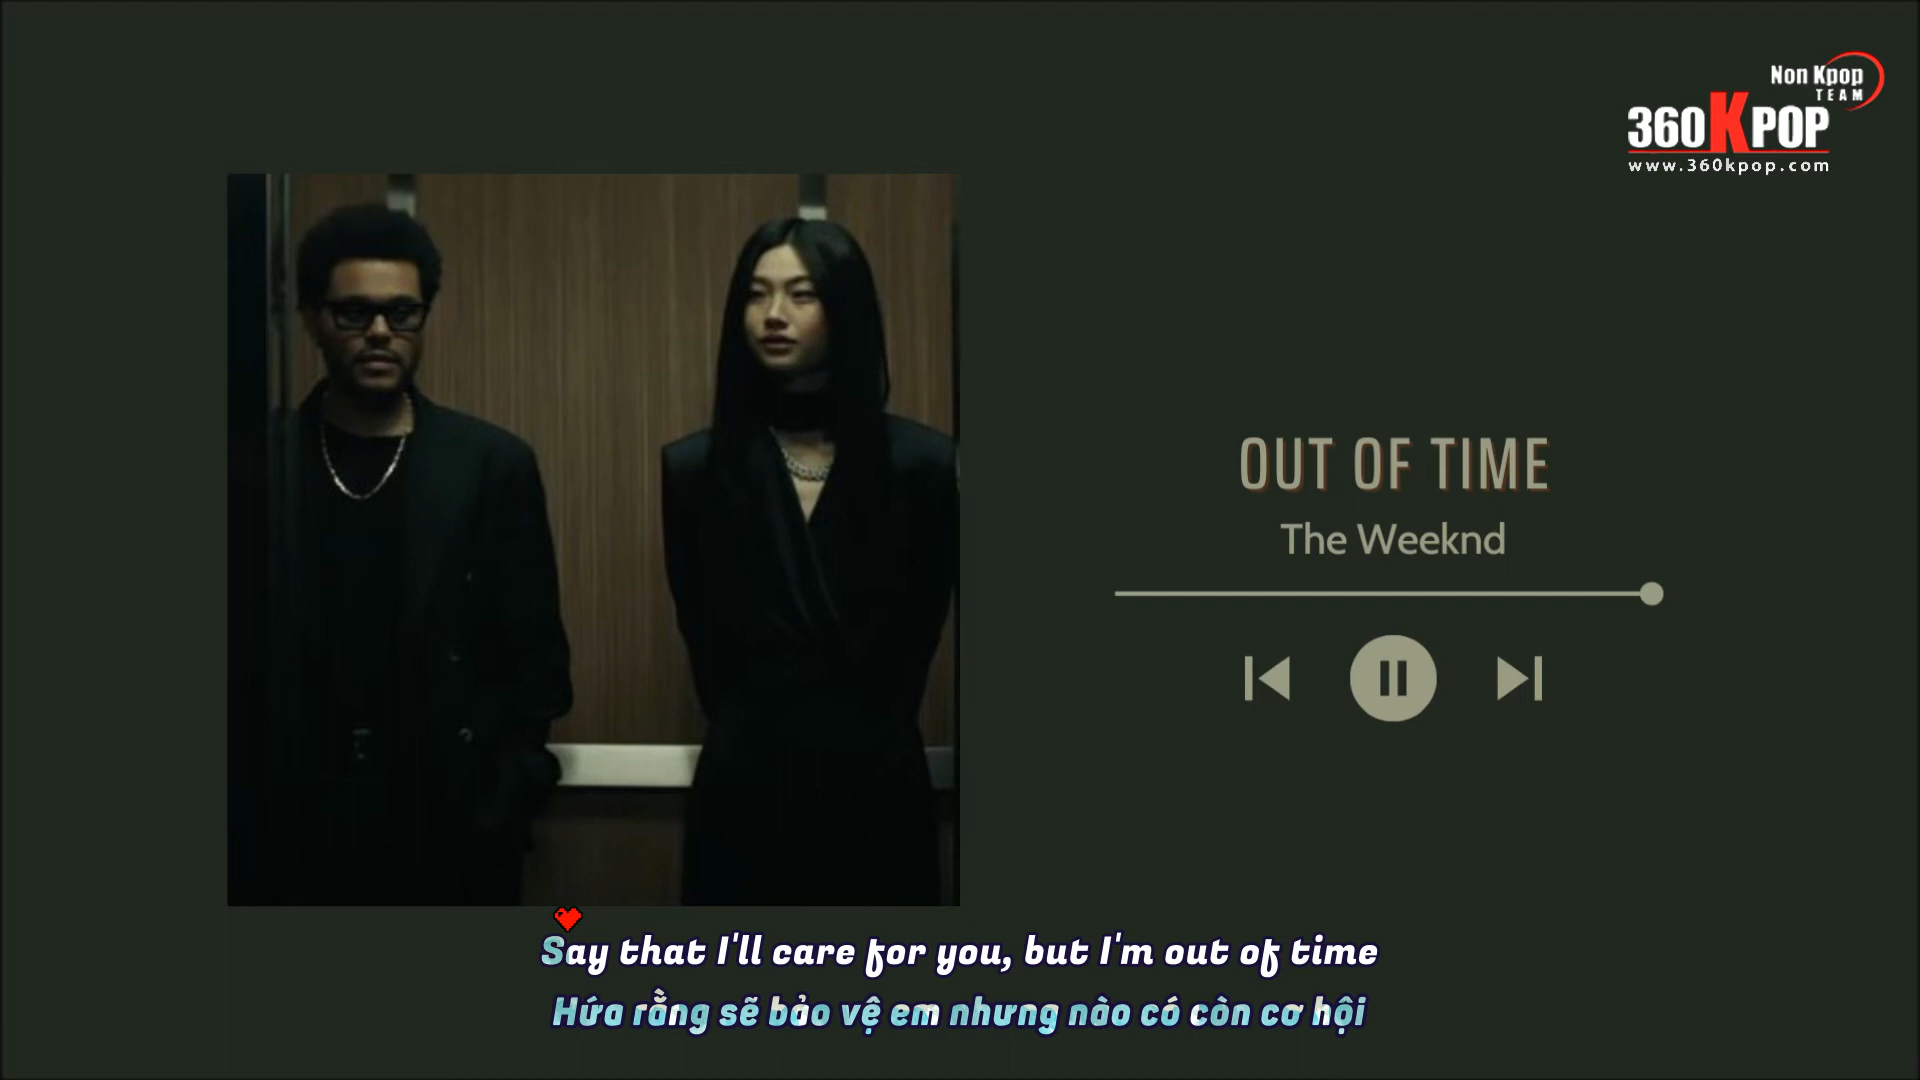 Non Kpop
TEAM
360KPOP
www.360kpop.com
OUT OF TIME
The Weeknd
Say that I'll care for you, but I'm out of time
Hứa rằng sẽ bảo vệ em nhưng nào có còn cơ hội